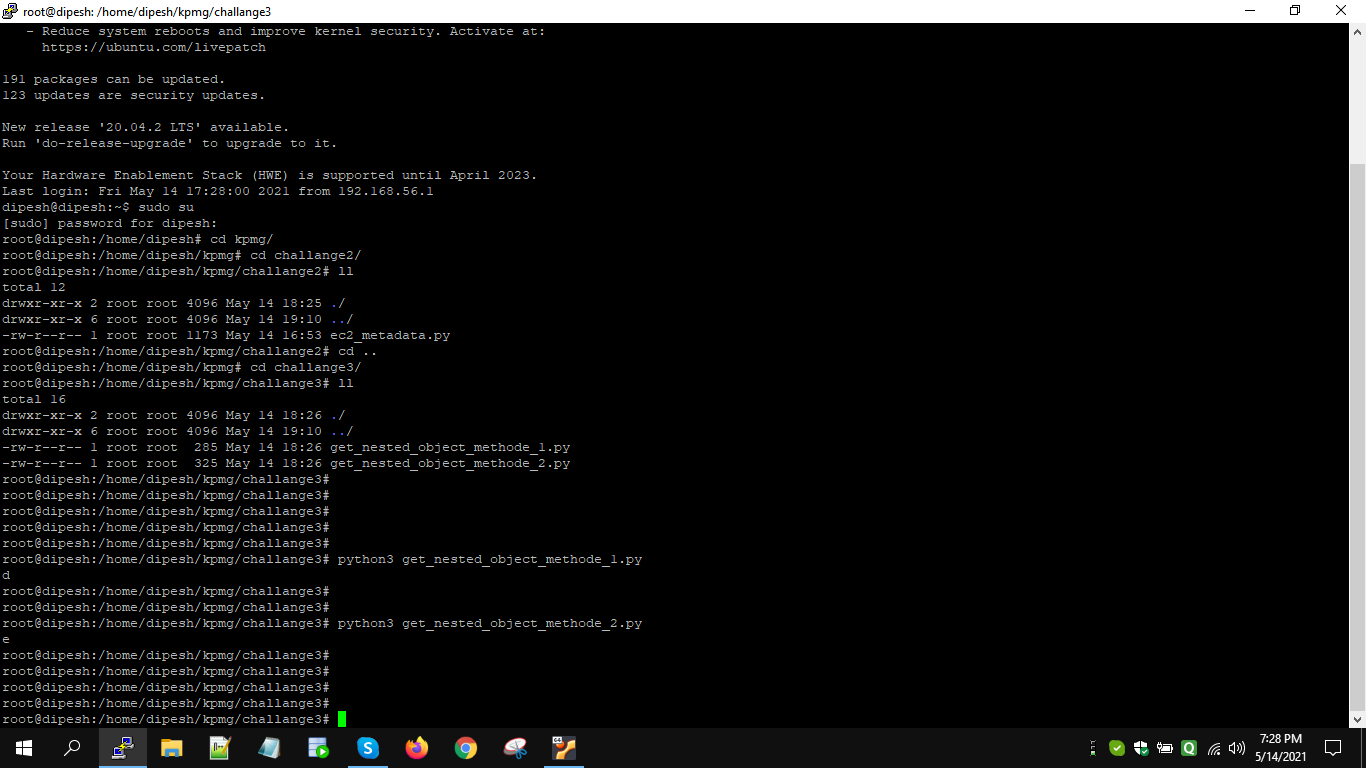 root@dipesh: /home/dipesh/kpmg/challange3
- Reduce system reboots and improve kernel security. Activate at:
https://ubuntu.com/livepatch
191 packages can be updated.
123 updates are security updates.
New release '20.04.2 LTS' available.
Run 'do-release-upgrade' to upgrade to it.
Your Hardware Enablement Stack (HWE) is supported until April 2023.
Last login: Fri May 14 17:28:00 2021 from 192.168.56.1
dipesh@dipesh:~$ sudo su
[sudo] password for dipesh:
root@dipesh:/home/dipesh# cd kpmg/
root@dipesh:/home/dipesh/kpmg# cd challange2/
root@dipesh:/home/dipesh/kpmg/challange2# ll
total 12
drwxr-xr-x 2 root root 4096 May 14 18:25 ./
drwxr-xr-x 6 root root 4096 May 14 19:10 ../
-rw-r--r-- 1 root root 1173 May 14 16:53 ec2_metadata.py
root@dipesh:/home/dipesh/kpmg/challange2# cd ..
root@dipesh:/home/dipesh/kpmg# cd challange3/
root@dipesh:/home/dipesh/kpmg/challange3# ll
total 16
drwxr-xr-x 2 root root 4096 May 14 18:26 ./
drwxr-xr-x 6 root root 4096 May 14 19:10 ../
-rw-r--r-- 1 root root  285 May 14 18:26 get_nested_object_methode_1.py
-rw-r--r-- 1 root root  325 May 14 18:26 get_nested_object_methode_2.py
root@dipesh:/home/dipesh/kpmg/challange3#
root@dipesh:/home/dipesh/kpmg/challange3#
root@dipesh:/home/dipesh/kpmg/challange3#
root@dipesh:/home/dipesh/kpmg/challange3#
root@dipesh:/home/dipesh/kpmg/challange3#
root@dipesh:/home/dipesh/kpmg/challange3# python3 get_nested_object_methode_1.py
d
root@dipesh:/home/dipesh/kpmg/challange3#
root@dipesh:/home/dipesh/kpmg/challange3#
root@dipesh:/home/dipesh/kpmg/challange3# python3 get_nested_object_methode_2.py
e
root@dipesh:/home/dipesh/kpmg/challange3#
root@dipesh:/home/dipesh/kpmg/challange3#
root@dipesh:/home/dipesh/kpmg/challange3#
root@dipesh:/home/dipesh/kpmg/challange3#
root@dipesh:/home/dipesh/kpmg/challange3#
7:28 PM
5/14/2021